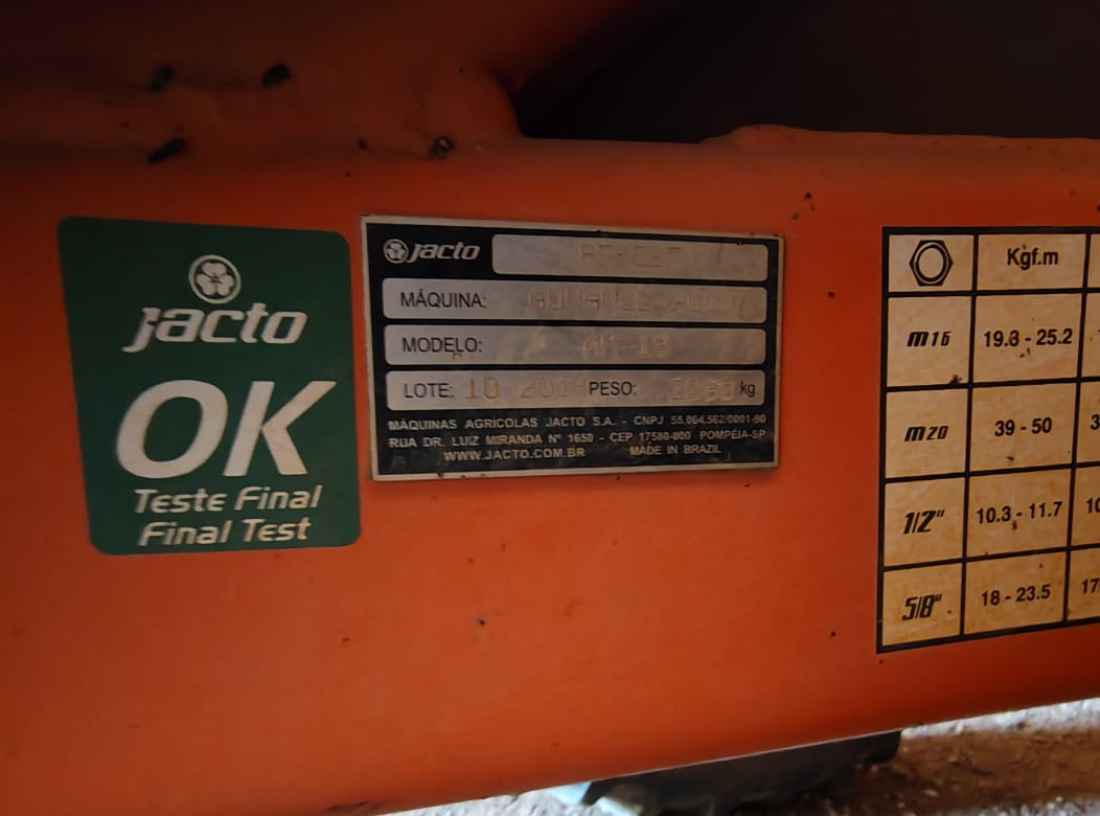 jacto
OK
Teste Final
Final Test
jacto
MÁQUINA:
MODELO:
LOTE: 10 PESO: kg
MÁQUINAS AGRÍCOLAS JACTO S.A. - CNPJ 55.064.562/0001-90
RUA DR. LUIZ MIRANDA Nº 1650 - CEP 17580-000 POMPÉIA-SP
WWW.JACTO.COM.BR MADE IN BRAZIL
Kgf.m
m16 19.8 - 25.2
m20 39 - 50
1/2" 10.3 - 11.7
5/8" 18 - 23.5